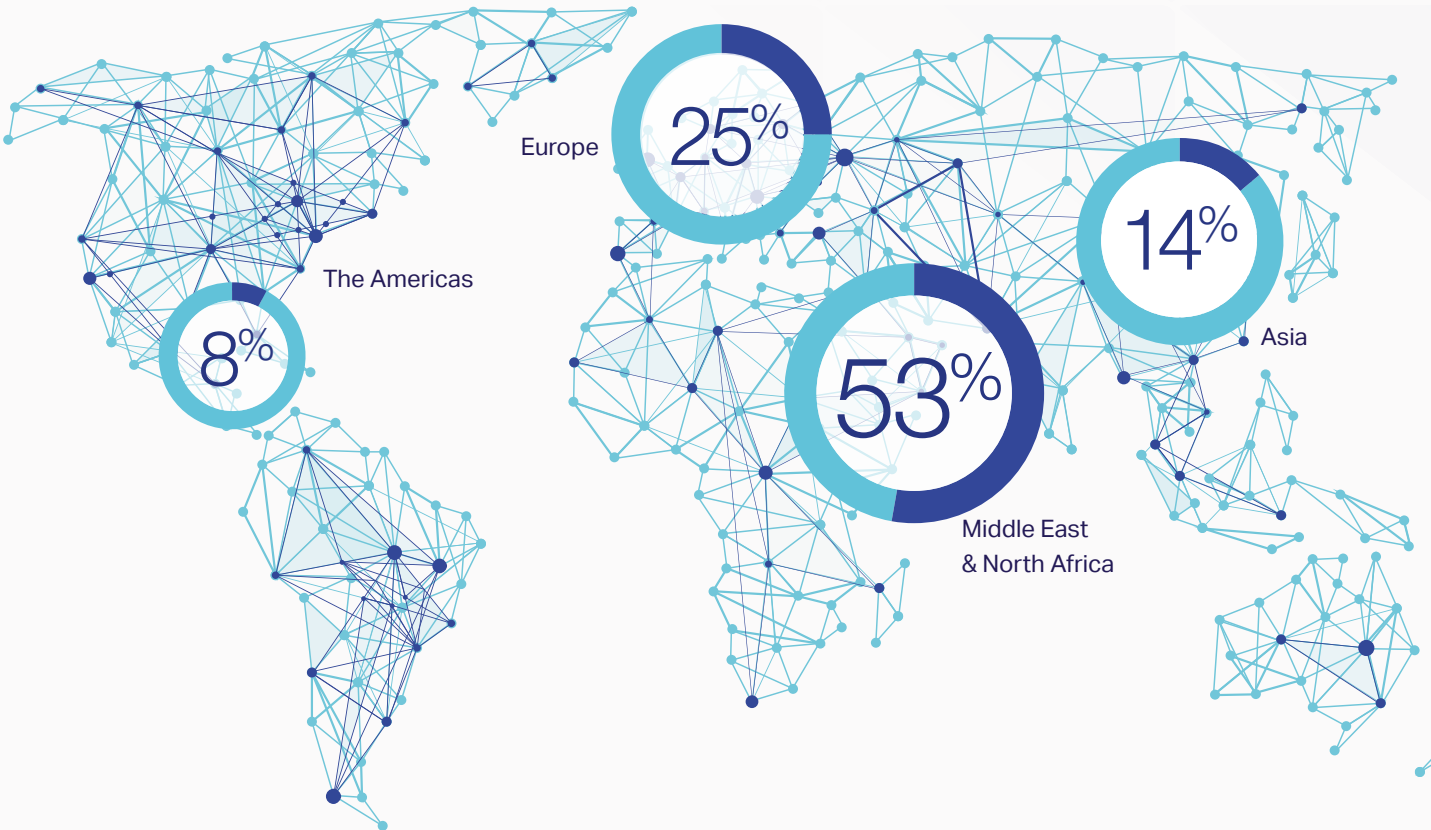 25%
Europe
14%
The Americas
Asia
8%
53%
Middle East
& North Africa